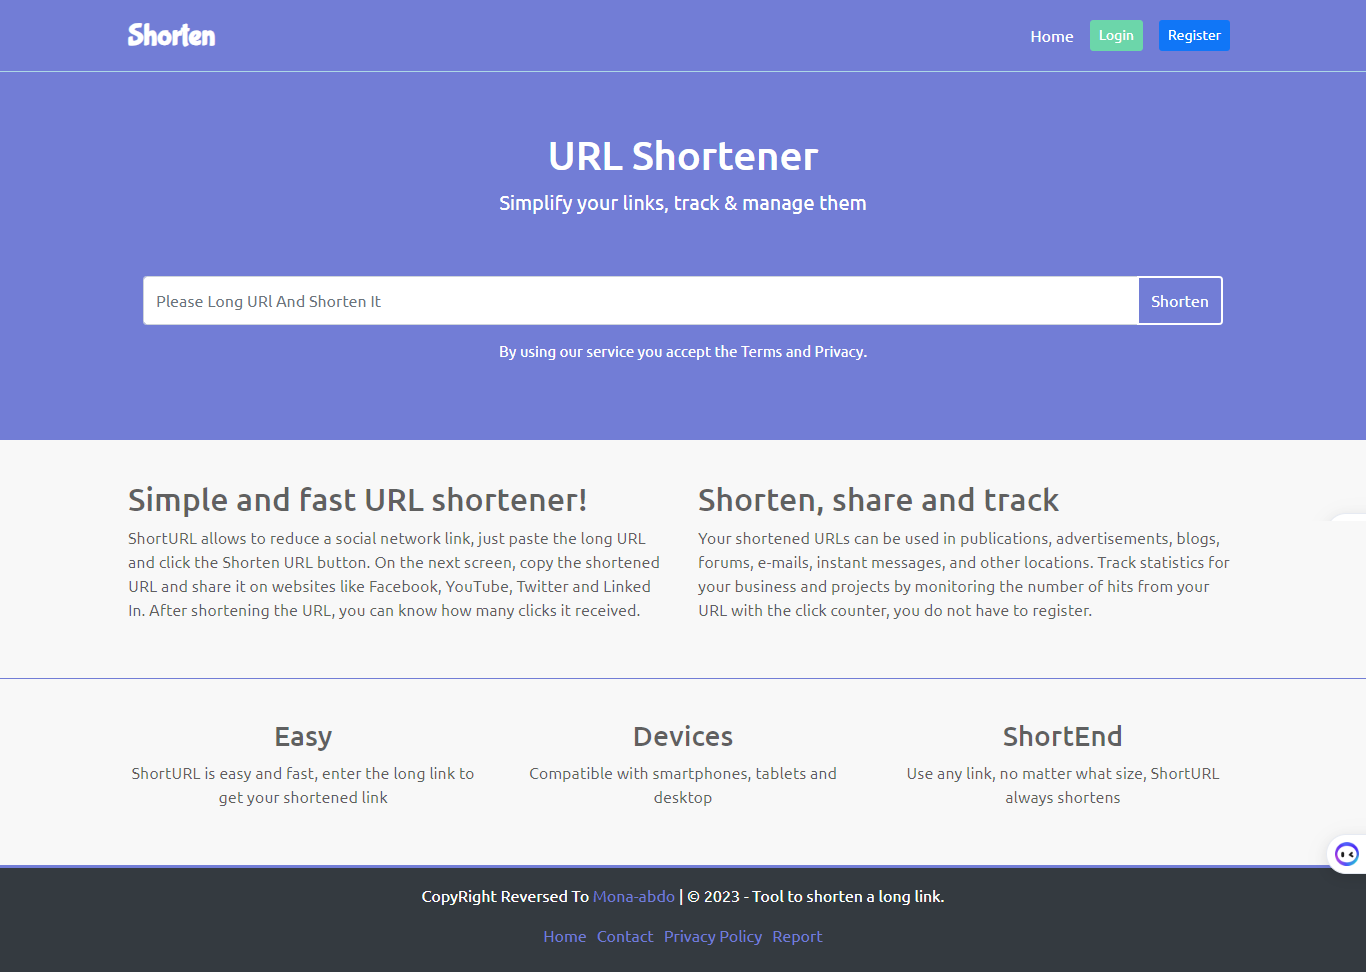 Shorten
Home Login Register
URL Shortener
Simplify your links, track & manage them
Please Long URl And Shorten It Shorten
By using our service you accept the Terms and Privacy.
Simple and fast URL shortener!
ShortURL allows to reduce a social network link, just paste the long URL
and click the Shorten URL button. On the next screen, copy the shortened
URL and share it on websites like Facebook, YouTube, Twitter and Linked
In. After shortening the URL, you can know how many clicks it received.
Shorten, share and track
Your shortened URLs can be used in publications, advertisements, blogs,
forums, e-mails, instant messages, and other locations. Track statistics for
your business and projects by monitoring the number of hits from your
URL with the click counter, you do not have to register.
Easy
ShortURL is easy and fast, enter the long link to
get your shortened link
Devices
Compatible with smartphones, tablets and
desktop
ShortEnd
Use any link, no matter what size, ShortURL
always shortens
CopyRight Reversed To Mona-abdo | © 2023 - Tool to shorten a long link.
Home Contact Privacy Policy Report